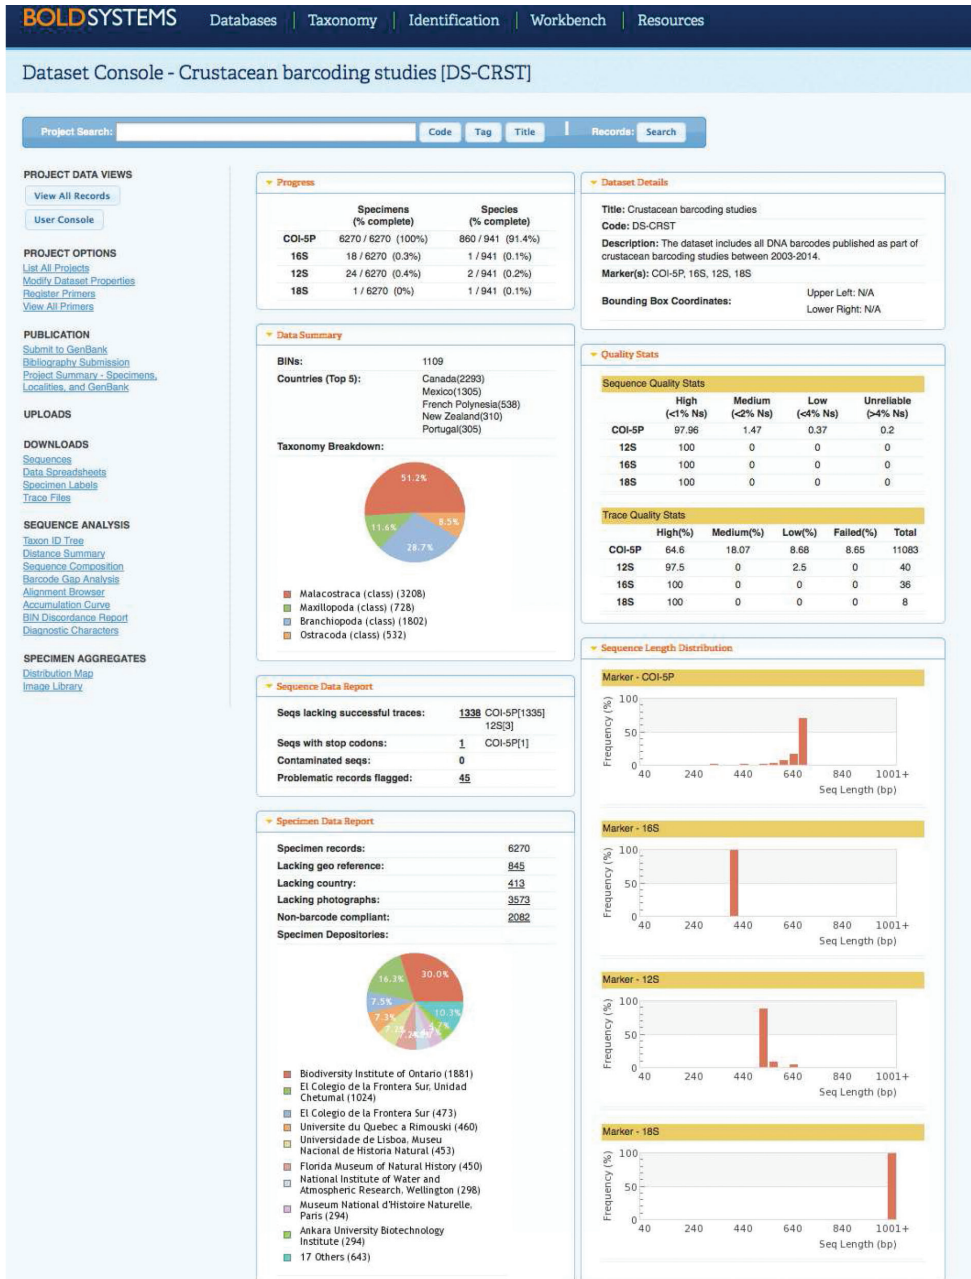 BOLDSYSTEMS
Databases | Taxonomy | Identification | Workbench | Resources
Dataset Console - Crustacean barcoding studies [DS-CRST]
Project Search: Code Tag Title | Records: Search
PROJECT DATA VIEWS
View All Records
User Console
PROJECT OPTIONS
List All Projects
Modify Dataset Properties
Register Primers
View All Primers
PUBLICATION
Submit to GenBank
Bibliography Submission
Project Summary - Specimens,
Localities, and GenBank
UPLOADS
DOWNLOADS
Sequences
Data Spreadsheets
Specimen Labels
Trace Files
SEQUENCE ANALYSIS
Taxon ID Tree
Distance Summary
Sequence Composition
Barcode Gap Analysis
Alignment Browser
Accumulation Curve
BIN Discordance Report
Diagnostic Characters
SPECIMEN AGGREGATES
Distribution Map
Image Library
Progress
Specimens Species
(% complete) (% complete)
COI-5P 6270 / 6270 (100%) 860 / 941 (91.4%)
16S 18 / 6270 (0.3%) 1 / 941 (0.1%)
12S 24 / 6270 (0.4%) 2 / 941 (0.2%)
18S 1 / 6270 (0%) 1 / 941 (0.1%)
Data Summary
BINs: 1109
Countries (Top 5): Canada(2293)
Mexico(1305)
French Polynesia(538)
New Zealand(310)
Portugal(305)
Taxonomy Breakdown:
51.2%
11.6%
8.5%
28.7%
Malacostraca (class) (3208)
Maxillopoda (class) (728)
Branchiopoda (class) (1802)
Ostracoda (class) (532)
Sequence Data Report
Seqs lacking successful traces: 1338 COI-5P[1335]
12S[3]
Seqs with stop codons: 1 COI-5P[1]
Contaminated seqs: 0
Problematic records flagged: 45
Specimen Data Report
Specimen records: 6270
Lacking geo reference: 845
Lacking country: 413
Lacking photographs: 3573
Non-barcode compliant: 2082
Specimen Depositories:
30.0%
16.3%
7.5%
7.3%
10.3%
Biodiversity Institute of Ontario (1881)
El Colegio de la Frontera Sur, Unidad
Chetumal (1024)
El Colegio de la Frontera Sur (473)
Universite du Quebec a Rimouski (460)
Universidade de Lisboa, Museu
Nacional de Historia Natural (453)
Florida Museum of Natural History (450)
National Institute of Water and
Atmospheric Research, Wellington (298)
Museum National d'Histoire Naturelle,
Paris (294)
Ankara University Biotechnology
Institute (294)
17 Others (643)
Dataset Details
Title: Crustacean barcoding studies
Code: DS-CRST
Description: The dataset includes all DNA barcodes published as part of
crustacean barcoding studies between 2003-2014.
Marker(s): COI-5P, 16S, 12S, 18S
Bounding Box Coordinates: Upper Left: N/A
Lower Right: N/A
Quality Stats
Sequence Quality Stats
High Medium Low Unreliable
(<1% Ns) (<2% Ns) (<4% Ns) (>4% Ns)
COI-5P 97.96 1.47 0.37 0.2
12S 100 0 0 0
16S 100 0 0 0
18S 100 0 0 0
Trace Quality Stats
High(%) Medium(%) Low(%) Failed(%) Total
COI-5P 64.6 18.07 8.68 8.65 11083
12S 97.5 0 2.5 0 40
16S 100 0 0 0 36
18S 100 0 0 0 8
Sequence Length Distribution
Marker - COI-5P
Frequency (%)
100
50
0
40 240 440 640 840 1001+
Seq Length (bp)
Marker - 16S
Frequency (%)
100
50
0
40 240 440 640 840 1001+
Seq Length (bp)
Marker - 12S
Frequency (%)
100
50
0
40 240 440 640 840 1001+
Seq Length (bp)
Marker - 18S
Frequency (%)
100
50
0
40 240 440 640 840 1001+
Seq Length (bp)